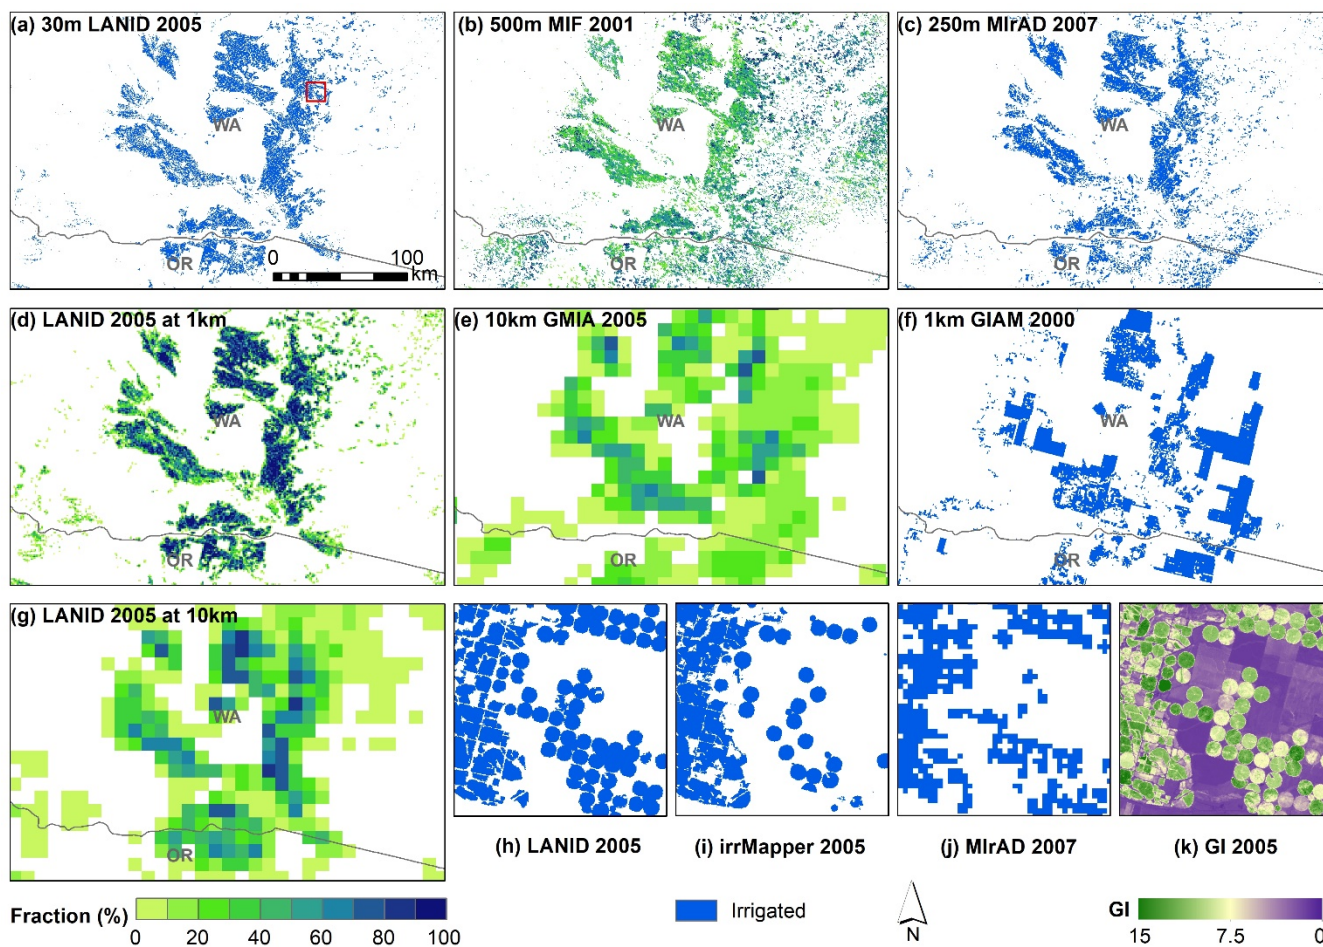 (a) 30m LANID 2005
(b) 500m MIF 2001
(c) 250m MIrAD 2007
WA
WA
WA
OR
OR
OR
0 100
km
(d) LANID 2005 at 1km
(e) 10km GMIA 2005
(f) 1km GIAM 2000
WA
WA
WA
OR
OR
OR
(g) LANID 2005 at 10km
WA
OR
(h) LANID 2005
(i) irrMapper 2005
(j) MIrAD 2007
(k) GI 2005
Fraction (%)
0 20 40 60 80 100
Irrigated
N
GI
15 7.5 0